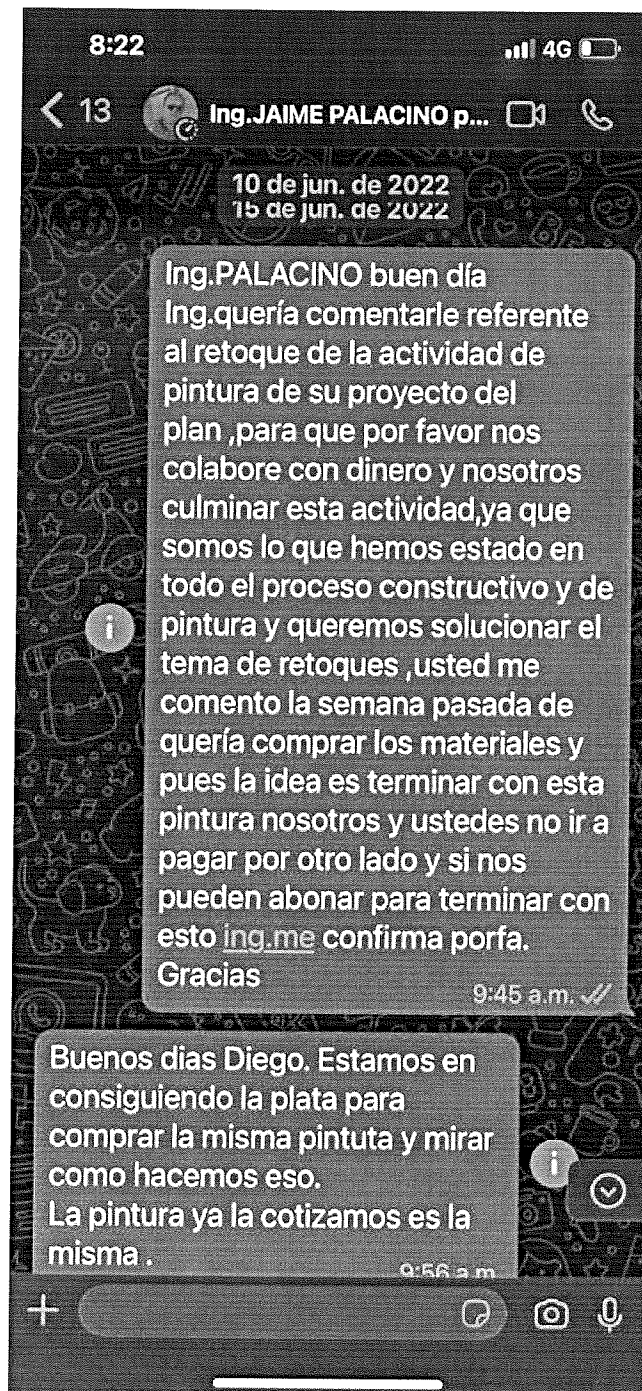 8:22
4G
13
Ing.JAIME PALACINO p...
10 de jun. de 2022
15 de jun. de 2022
Ing.PALACINO buen día
Ing.quería comentarle referente
al retoque de la actividad de
pintura de su proyecto del
plan ,para que por favor nos
colabore con dinero y nosotros
culminar esta actividad,ya que
somos lo que hemos estado en
todo el proceso constructivo y de
pintura y queremos solucionar el
tema de retoques ,usted me
comento la semana pasada de
quería comprar los materiales y
pues la idea es terminar con esta
pintura nosotros y ustedes no ir a
pagar por otro lado y si nos
pueden abonar para terminar con
esto ing.me confirma porfa.
Gracias
9:45 a.m.
Buenos dias Diego. Estamos en
consiguiendo la plata para
comprar la misma pintuta y mirar
como hacemos eso.
La pintura ya la cotizamos es la
misma .
9:56 a.m